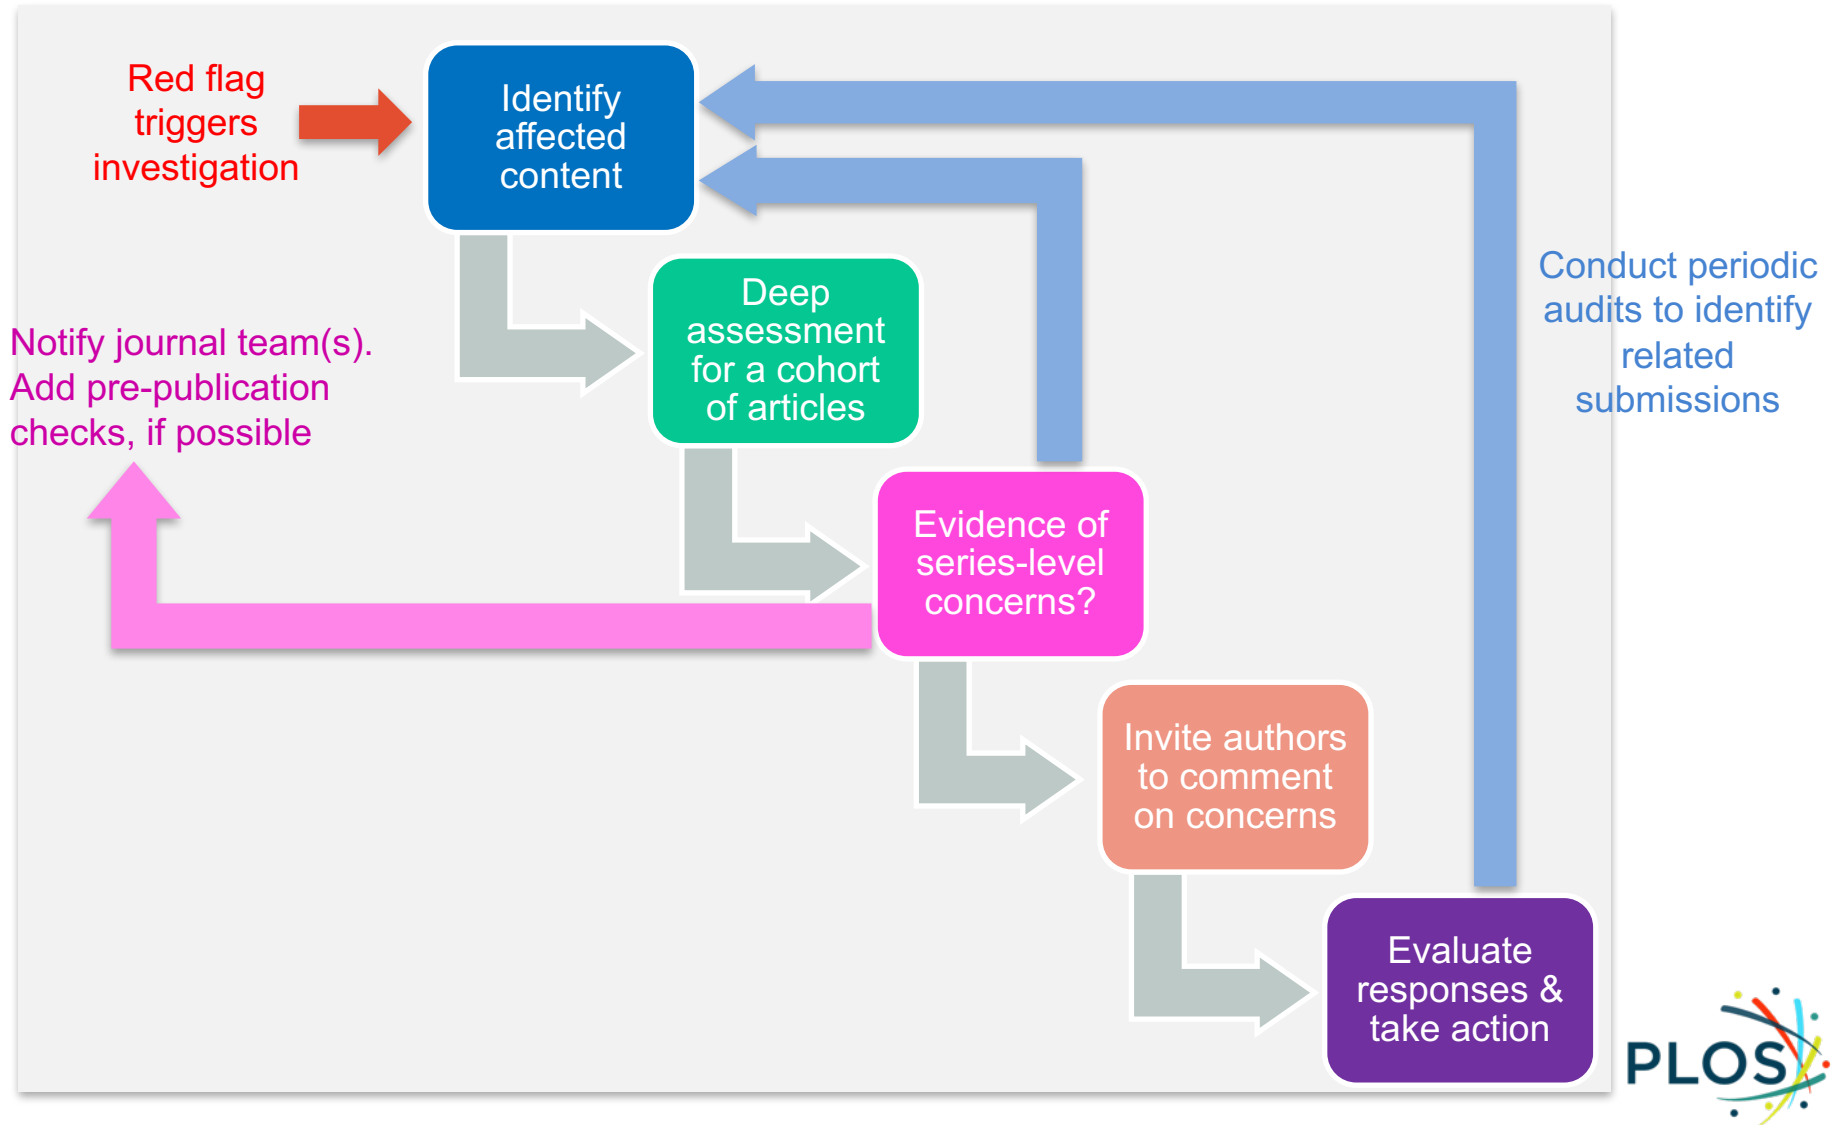 Red flag
triggers
investigation
Identify
affected
content
Deep
assessment
for a cohort
of articles
Conduct periodic
audits to identify
related
submissions
Notify journal team(s).
Add pre-publication
checks, if possible
Evidence of
series-level
concerns?
Invite authors
to comment
on concerns
Evaluate
responses &
take action
PLOS